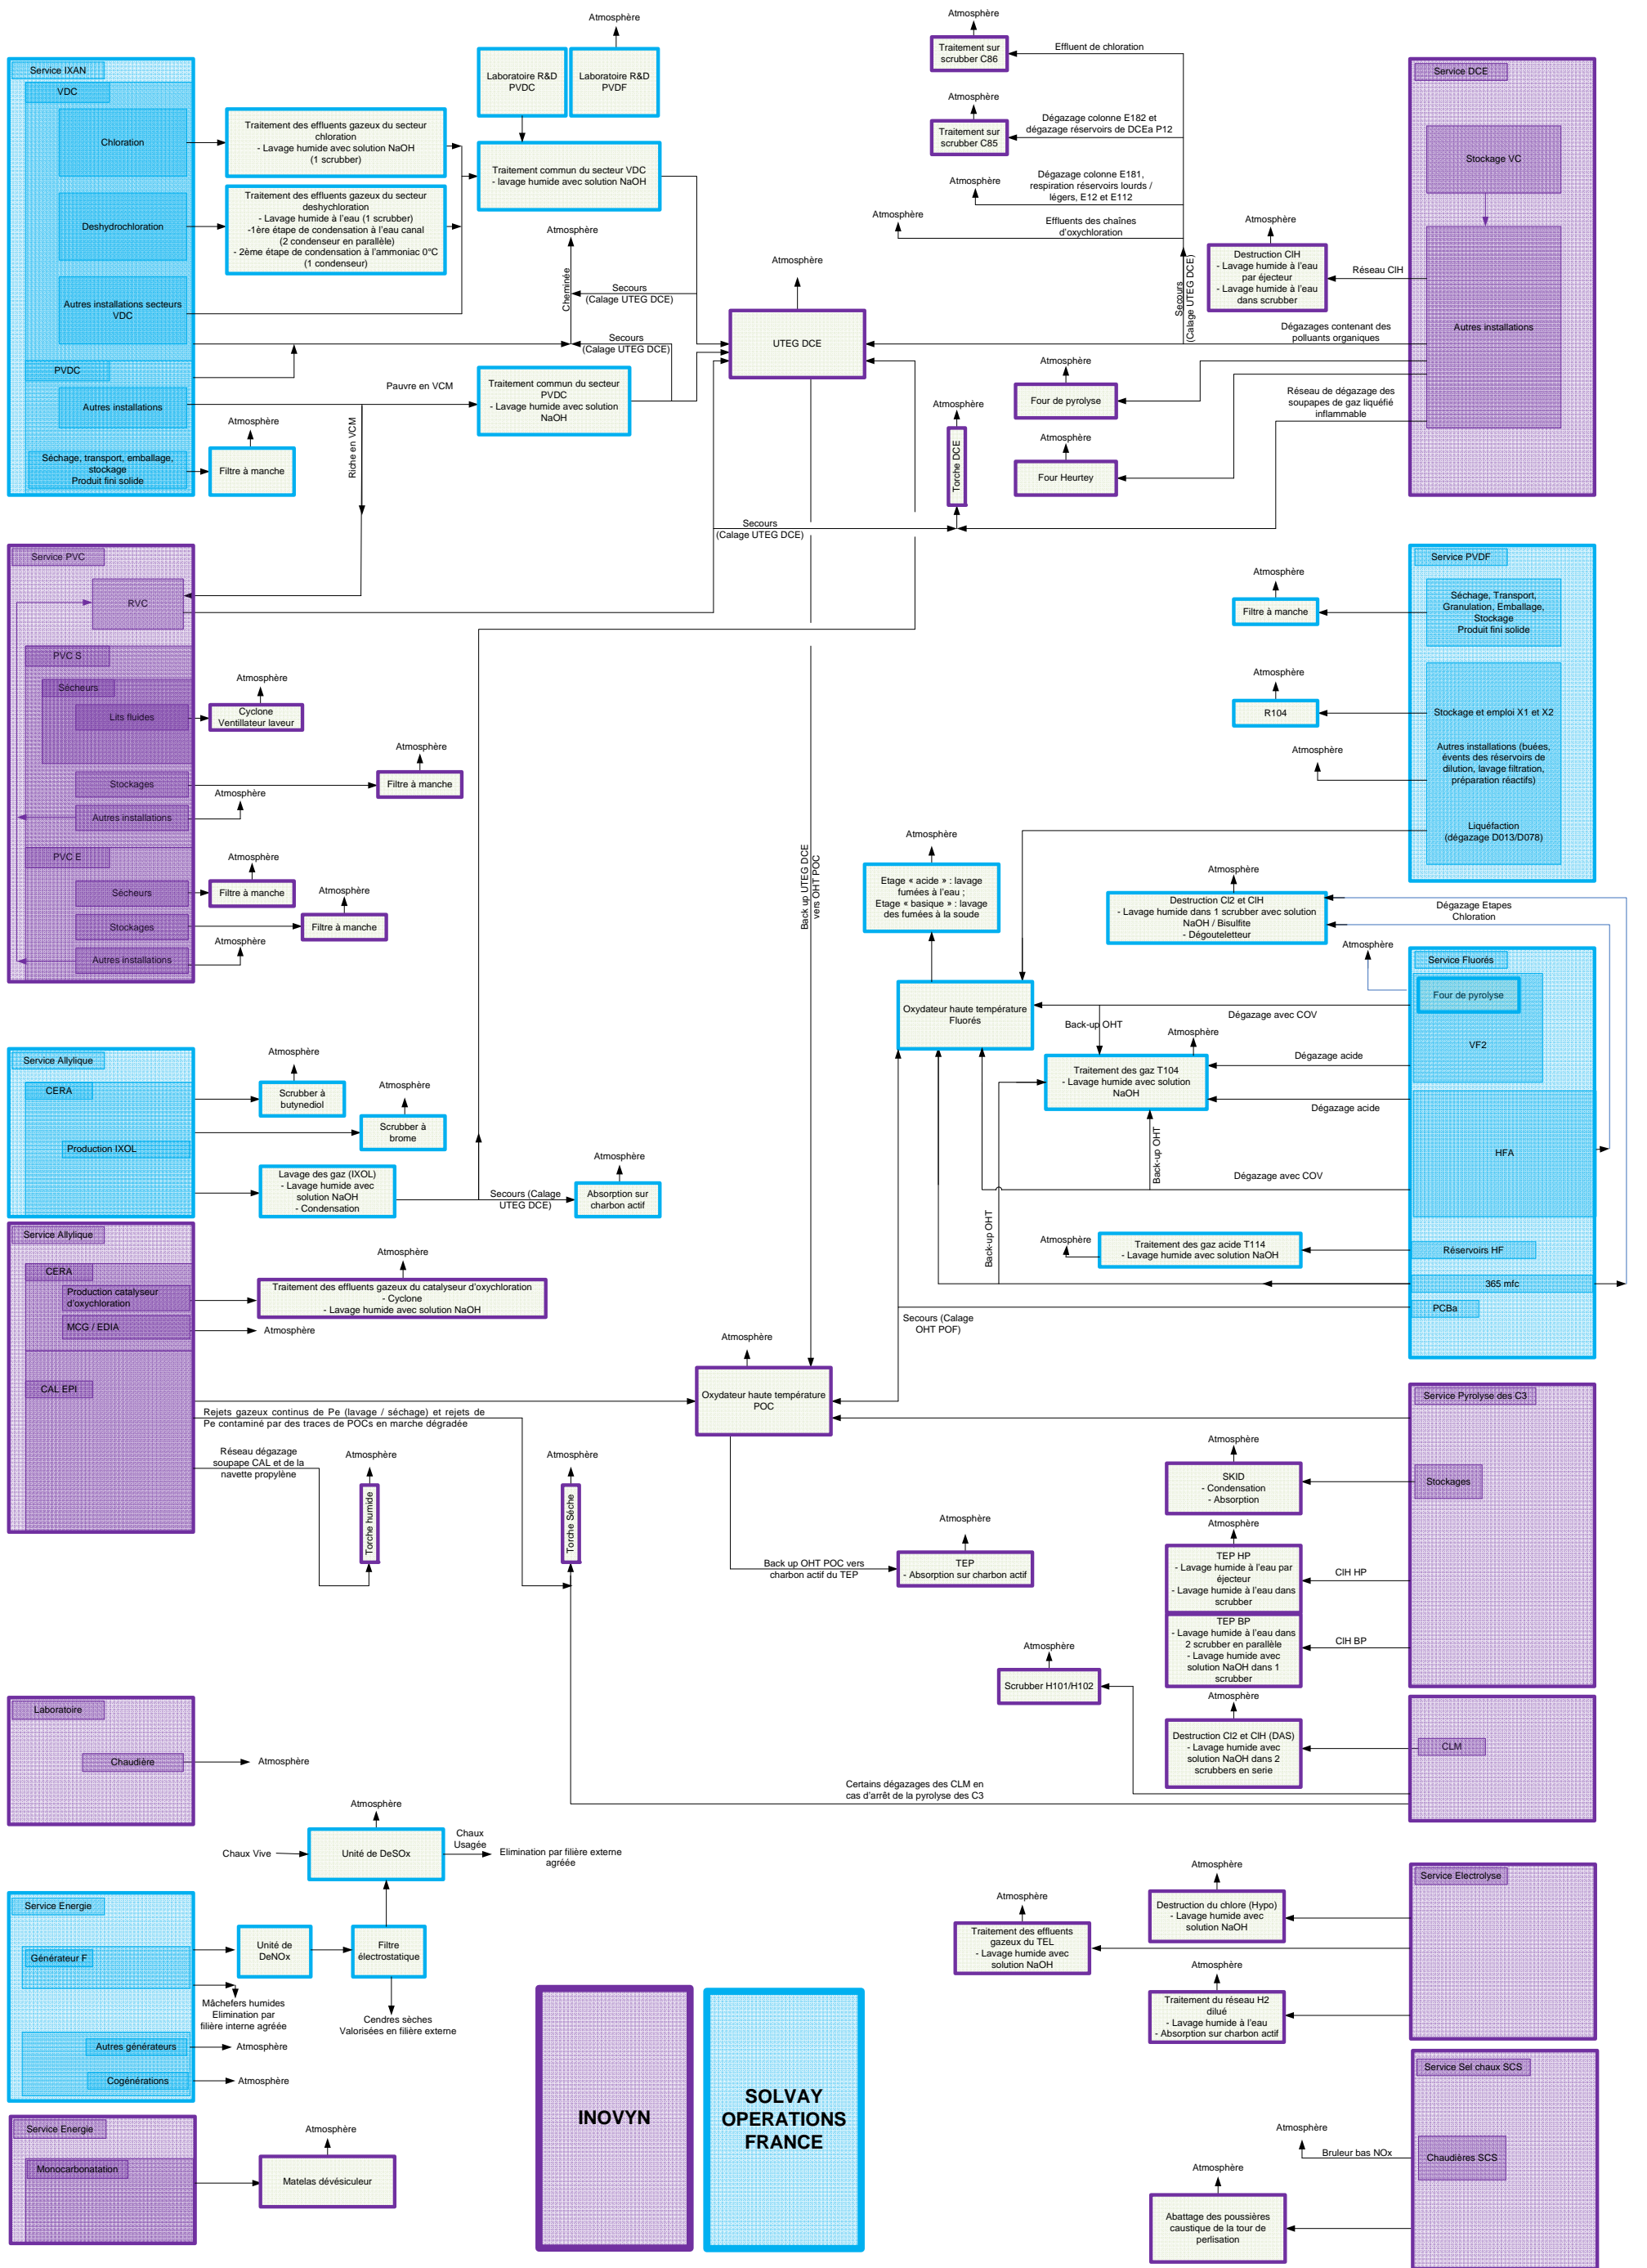 Service IXAN
VDC
Chloration
Traitement des effluents gazeux du secteur
chloration
- Lavage humide avec solution NaOH
(1 scrubber)
Deshydrochloration
Traitement des effluents gazeux du secteur
deshychloration
- Lavage humide à l'eau (1 scrubber)
-1ère étape de condensation à l'eau canal
(2 condenseur en parallèle)
- 2ème étape de condensation à l'ammoniac 0°C
(1 condenseur)
Autres installations secteurs
VDC
PVDC
Autres installations
Séchage, transport, emballage,
stockage
Produit fini solide
Atmosphère
Filtre à manche
Laboratoire R&D
PVDC
Atmosphère
Laboratoire R&D
PVDF
Traitement commun du secteur VDC
- lavage humide avec solution NaOH
Atmosphère
Cheminée
Secours
(Calage UTEG DCE)
Secours
(Calage UTEG DCE)
Pauvre en VCM
Riche en VCM
Traitement commun du secteur
PVDC
- Lavage humide avec solution
NaOH
Atmosphère
UTEG DCE
Secours
(Calage UTEG DCE)
Atmosphère
Torche DCE
Atmosphère
Traitement sur
scrubber C86
Effluent de chloration
Atmosphère
Traitement sur
scrubber C85
Dégazage colonne E182 et
dégazage réservoirs de DCEa P12
Atmosphère
Dégazage colonne E181,
respiration réservoirs lourds /
légers, E12 et E112
Atmosphère
Effluents des chaînes
d'oxychloration
Secours
(Calage UTEG DCE)
Atmosphère
Destruction ClH
- Lavage humide à l'eau
par éjecteur
- Lavage humide à l'eau
dans scrubber
Réseau ClH
Dégazages contenant des
polluants organiques
Atmosphère
Four de pyrolyse
Atmosphère
Four Heurtey
Réseau de dégazage des
soupapes de gaz liquéfié
inflammable
Service DCE
Stockage VC
Autres installations
Service PVC
RVC
PVC S
Sécheurs
Lits fluides
Atmosphère
Cyclone
Ventillateur laveur
Stockages
Atmosphère
Filtre à manche
Autres installations
Atmosphère
PVC E
Sécheurs
Atmosphère
Filtre à manche
Stockages
Atmosphère
Filtre à manche
Autres installations
Atmosphère
Back up UTEG DCE
vers OHT POC
Service PVDF
Séchage, Transport,
Granulation, Emballage,
Stockage
Produit fini solide
Atmosphère
Filtre à manche
Stockage et emploi X1 et X2
Atmosphère
R104
Autres installations (buées,
évents des réservoirs de
dilution, lavage filtration,
préparation réactifs)
Atmosphère
Liquéfaction
(dégazage D013/D078)
Atmosphère
Etage « acide » : lavage
fumées à l'eau ;
Etage « basique » : lavage
des fumées à la soude
Atmosphère
Destruction Cl2 et ClH
- Lavage humide dans 1 scrubber avec solution
NaOH / Bisulfite
- Dégouteletteur
Dégazage Etapes
Chloration
Atmosphère
Service Fluorés
Four de pyrolyse
VF2
HFA
Réservoirs HF
365 mfc
PCBa
Oxydateur haute température
Fluorés
Dégazage avec COV
Back-up OHT
Atmosphère
Traitement des gaz T104
- Lavage humide avec solution
NaOH
Dégazage acide
Dégazage acide
Back-up OHT
Dégazage avec COV
Back-up OHT
Atmosphère
Traitement des gaz acide T114
- Lavage humide avec solution NaOH
Secours (Calage
OHT POF)
Service Allylique
CERA
Production IXOL
Atmosphère
Scrubber à
butynediol
Atmosphère
Scrubber à
brome
Lavage des gaz (IXOL)
- Lavage humide avec
solution NaOH
- Condensation
Secours (Calage
UTEG DCE)
Atmosphère
Absorption sur
charbon actif
Service Allylique
CERA
Production catalyseur
d'oxychloration
Atmosphère
Traitement des effluents gazeux du catalyseur d'oxychloration
- Cyclone
- Lavage humide avec solution NaOH
MCG / EDIA
Atmosphère
CAL EPI
Rejets gazeux continus de Pe (lavage / séchage) et rejets de
Pe contaminé par des traces de POCs en marche dégradée
Réseau dégazage
soupape CAL et de la
navette propylène
Atmosphère
Torche humide
Atmosphère
Torche Sèche
Atmosphère
Oxydateur haute température
POC
Back up OHT POC vers
charbon actif du TEP
Atmosphère
TEP
- Absorption sur charbon actif
Service Pyrolyse des C3
Stockages
Atmosphère
SKID
- Condensation
- Absorption
Atmosphère
TEP HP
- Lavage humide à l'eau par
éjecteur
- Lavage humide à l'eau dans
scrubber
ClH HP
TEP BP
- Lavage humide à l'eau dans
2 scrubber en parallèle
- Lavage humide avec
solution NaOH dans 1
scrubber
ClH BP
Atmosphère
Scrubber H101/H102
Atmosphère
Destruction Cl2 et ClH (DAS)
- Lavage humide avec
solution NaOH dans 2
scrubbers en serie
CLM
Certains dégazages des CLM en
cas d'arrêt de la pyrolyse des C3
Laboratoire
Chaudière
Atmosphère
Atmosphère
Chaux Vive
Unité de DeSOx
Chaux
Usagée
Elimination par filière externe
agréée
Service Energie
Générateur F
Unité de
DeNOx
Filtre
électrostatique
Mâchefers humides
Elimination par
filière interne agréée
Cendres sèches
Valorisées en filière externe
Autres générateurs
Atmosphère
Cogénérations
Atmosphère
Service Energie
Monocarbonatation
Atmosphère
Matelas dévésiculeur
INOVYN
SOLVAY
OPERATIONS
FRANCE
Service Electrolyse
Atmosphère
Destruction du chlore (Hypo)
- Lavage humide avec
solution NaOH
Atmosphère
Traitement des effluents
gazeux du TEL
- Lavage humide avec
solution NaOH
Atmosphère
Traitement du réseau H2
dilué
- Lavage humide à l'eau
- Absorption sur charbon actif
Service Sel chaux SCS
Chaudières SCS
Atmosphère
Bruleur bas NOx
Atmosphère
Abattage des poussières
caustique de la tour de
perlisation